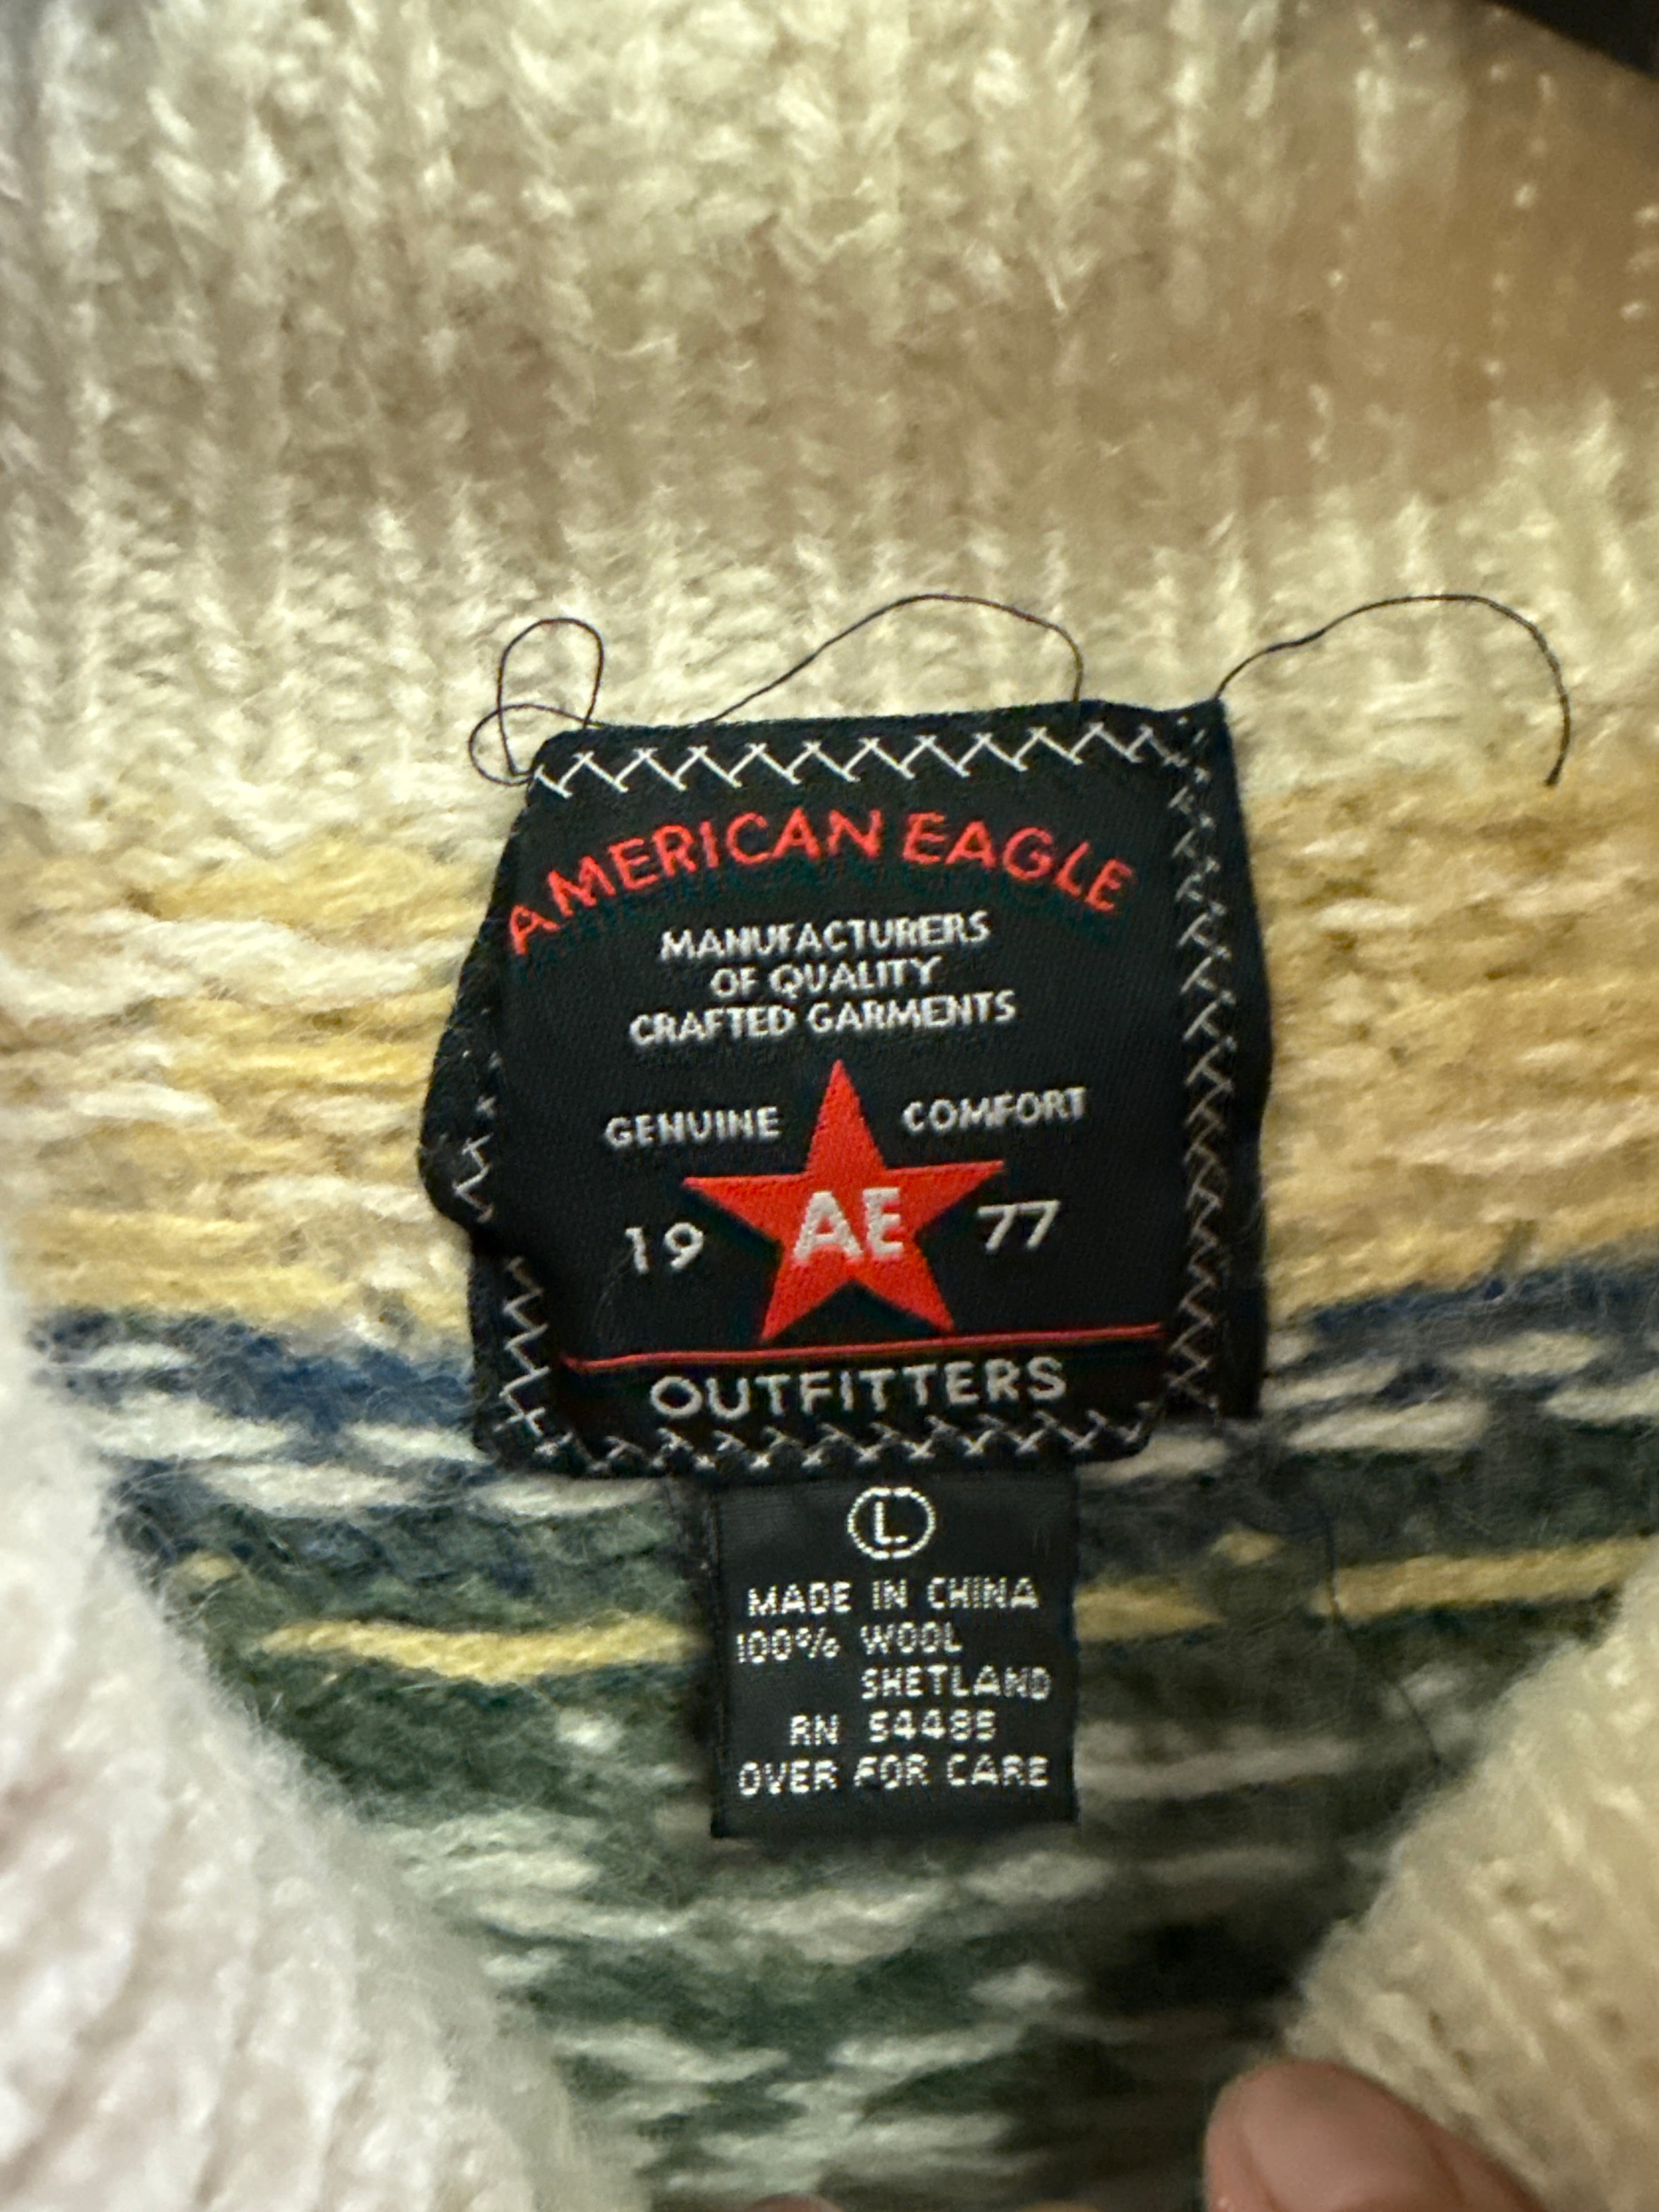 AMERICAN EAGLE
MANUFACTURERS
OF QUALITY
CRAFTED GARMENTS
GENUINE COMFORT
19 AE 77
OUTFITTERS
L
MADE IN CHINA
100% WOOL
SHETLAND
RN 54485
OVER FOR CARE